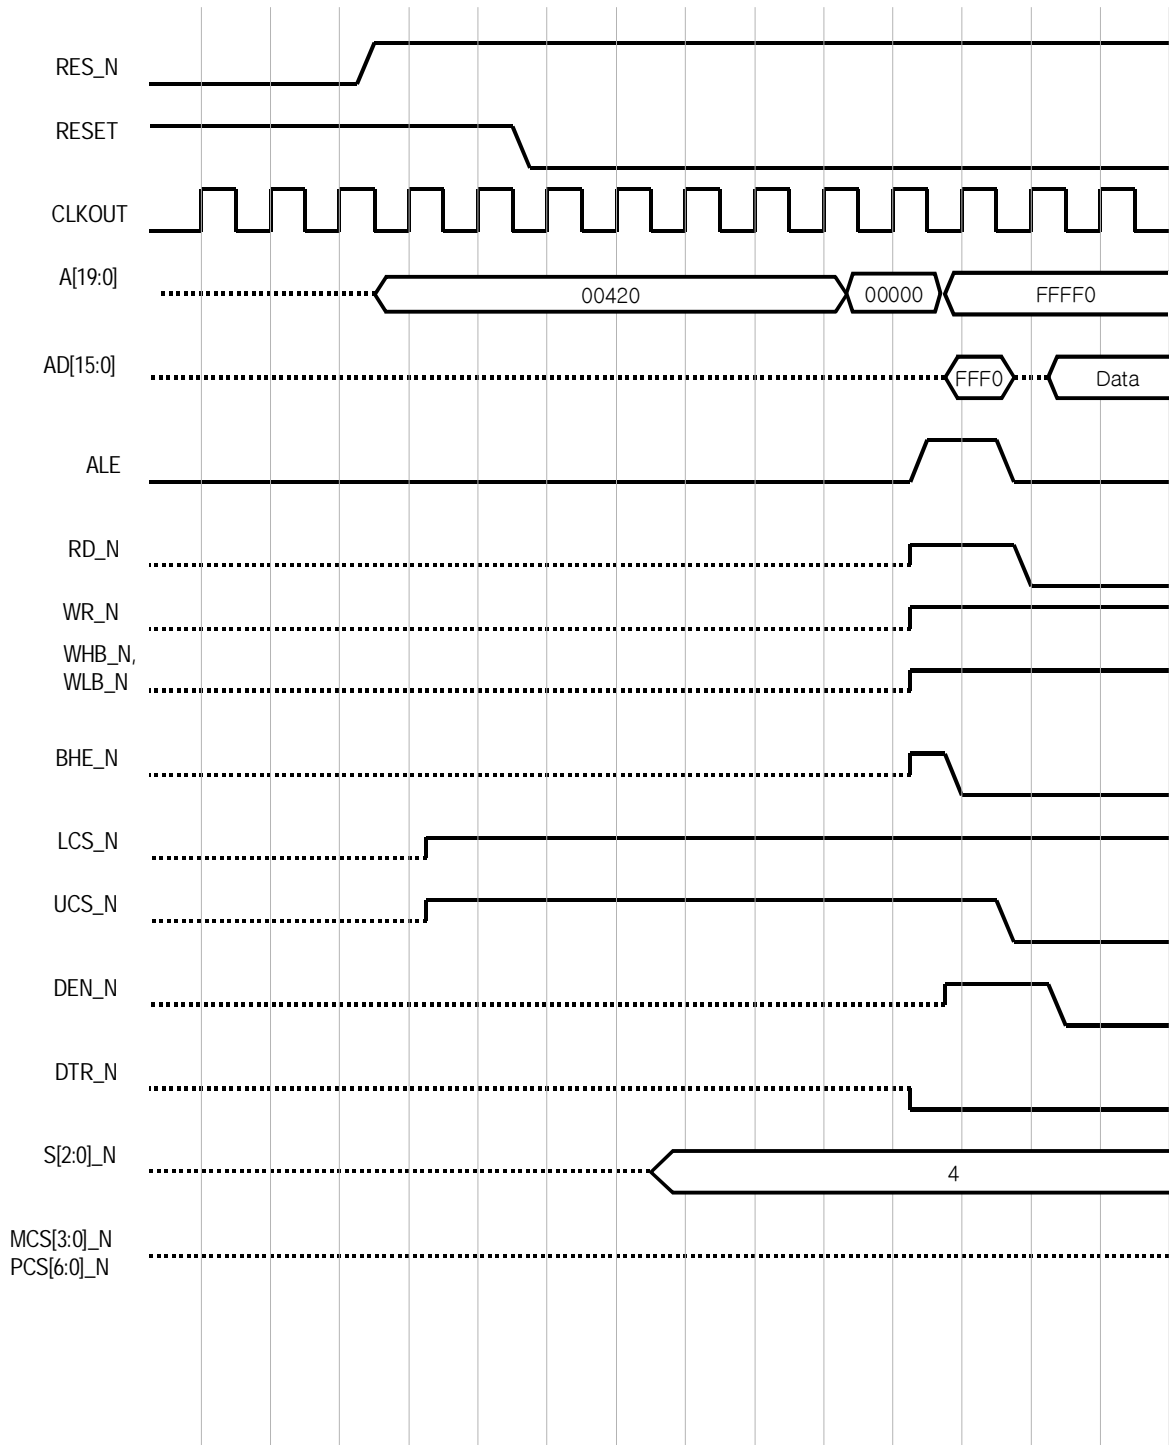 RES_N
RESET
CLKOUT
A[19:0]
00420
00000
FFFF0
AD[15:0]
FFF0
Data
ALE
RD_N
WR_N
WHB_N,
WLB_N
BHE_N
LCS_N
UCS_N
DEN_N
DTR_N
S[2:0]_N
4
MCS[3:0]_N
PCS[6:0]_N